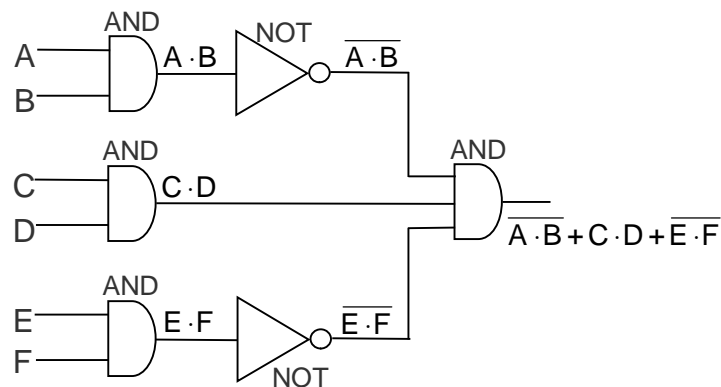 AND
NOT
A
A · B
A̅ ̅·̅ ̅B̅
B
AND
AND
C
C · D
D
A̅ ̅·̅ ̅B̅ + C · D + E̅ ̅·̅ ̅F̅
AND
E
E · F
E̅ ̅·̅ ̅F̅
F
NOT